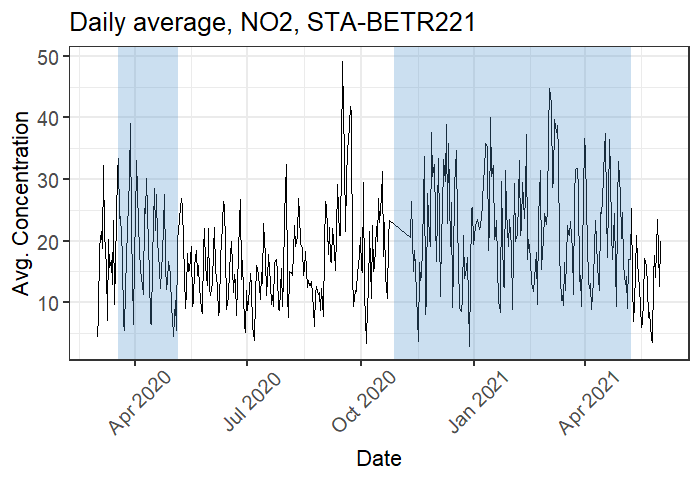 Daily average, NO2, STA-BETR221
Avg. Concentration
50
40
30
20
10
Apr 2020
Jul 2020
Oct 2020
Jan 2021
Apr 2021
Date